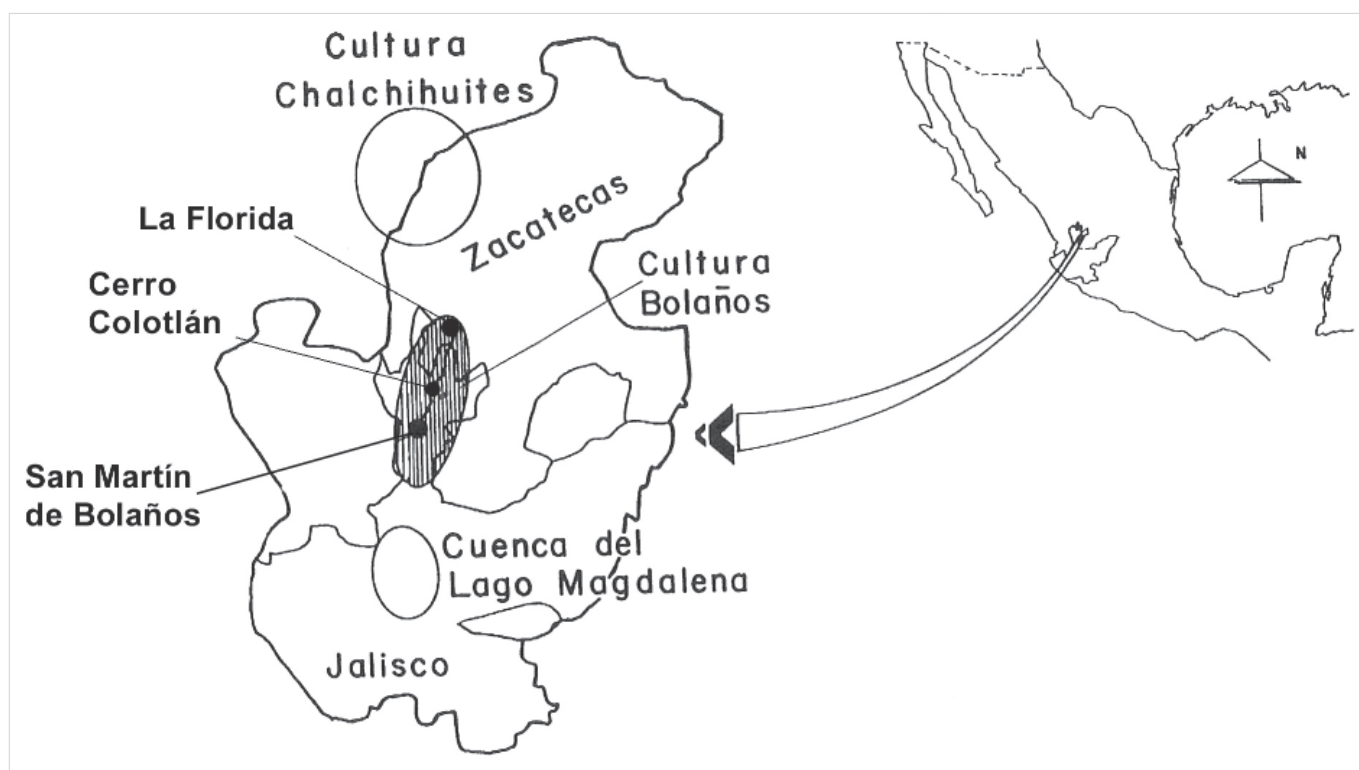 Cultura
Chalchihuites
La Florida
Zacatecas
Cerro
Colotlán
Cultura
Bolaños
San Martín
de Bolaños
Cuenca del
Lago Magdalena
Jalisco
N